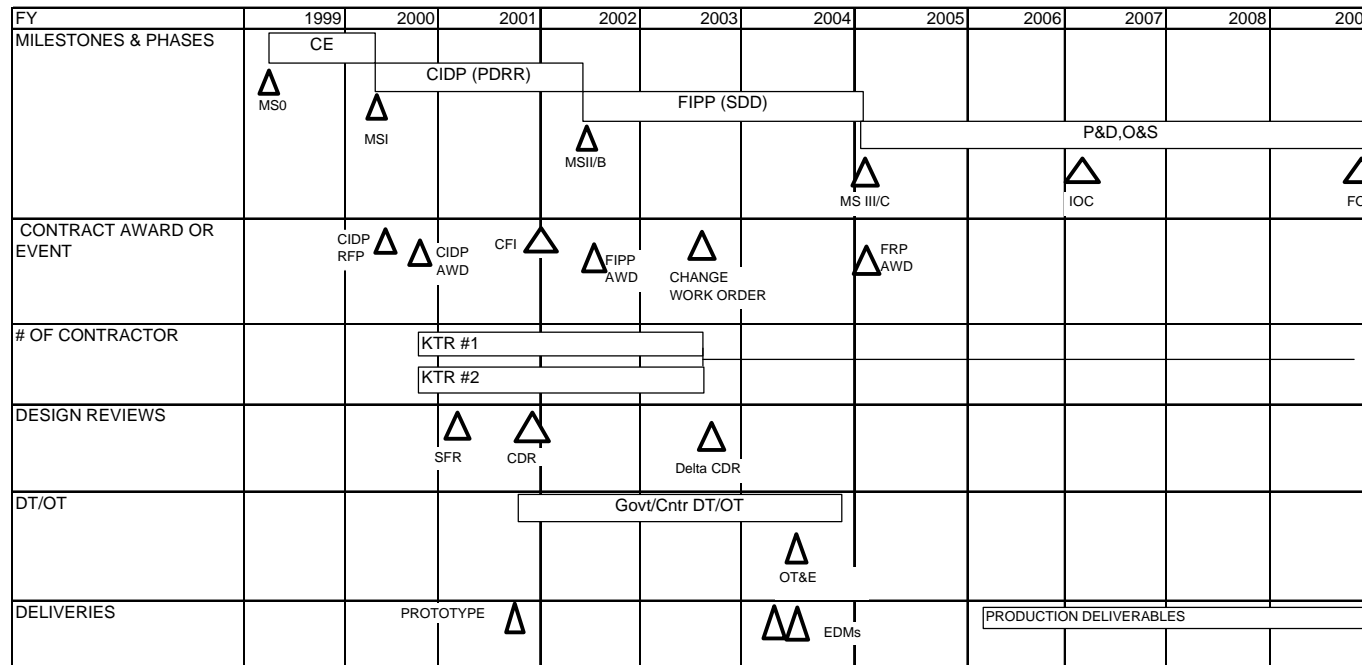 FY 1999 2000 2001 2002 2003 2004 2005 2006 2007 2008
MILESTONES & PHASES
CE
CIDP (PDRR)
FIPP (SDD)
P&D,O&S
MS0
MSI
MSII/B
MS III/C
IOC
CONTRACT AWARD OR
EVENT
CIDP
RFP
CIDP
AWD
CFI
FIPP
AWD
CHANGE
WORK ORDER
FRP
AWD
# OF CONTRACTOR
KTR #1
KTR #2
DESIGN REVIEWS
SFR
CDR
Delta CDR
DT/OT
Govt/Cntr DT/OT
OT&E
DELIVERIES
PROTOTYPE
EDMs
PRODUCTION DELIVERABLES